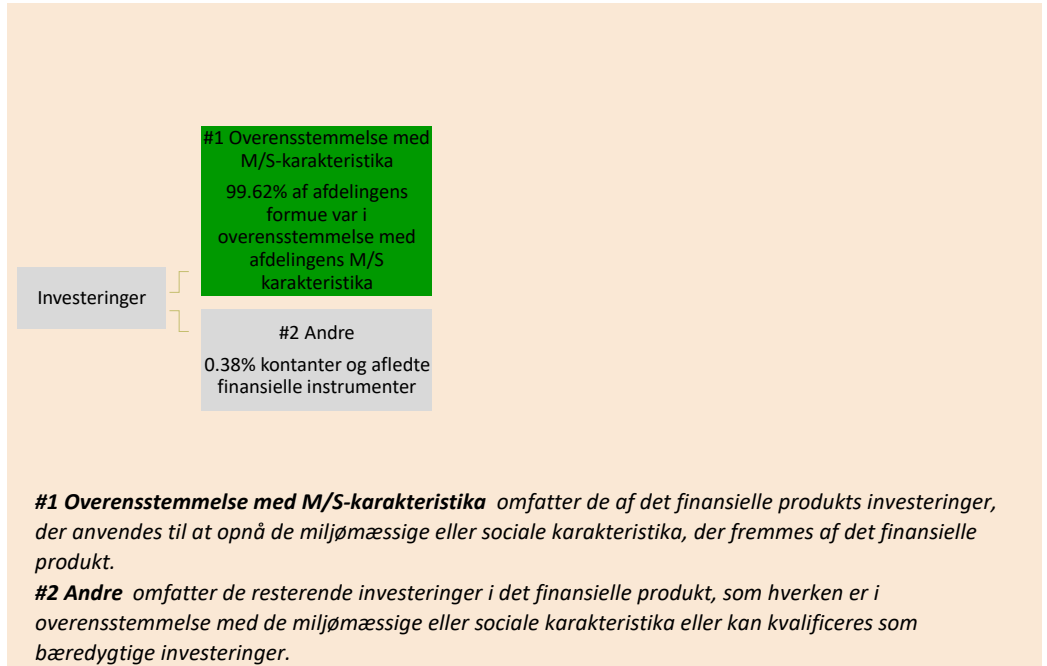 #1 Overensstemmelse med
M/S-karakteristika
99.62% af afdelingens
formue var i
overensstemmelse med
afdelingens M/S
karakteristika
Investeringer
#2 Andre
0.38% kontanter og afledte
finansielle instrumenter
#1 Overensstemmelse med M/S-karakteristika omfatter de af det finansielle produkts investeringer,
der anvendes til at opnå de miljømæssige eller sociale karakteristika, der fremmes af det finansielle
produkt.
#2 Andre omfatter de resterende investeringer i det finansielle produkt, som hverken er i
overensstemmelse med de miljømæssige eller sociale karakteristika eller kan kvalificeres som
bæredygtige investeringer.